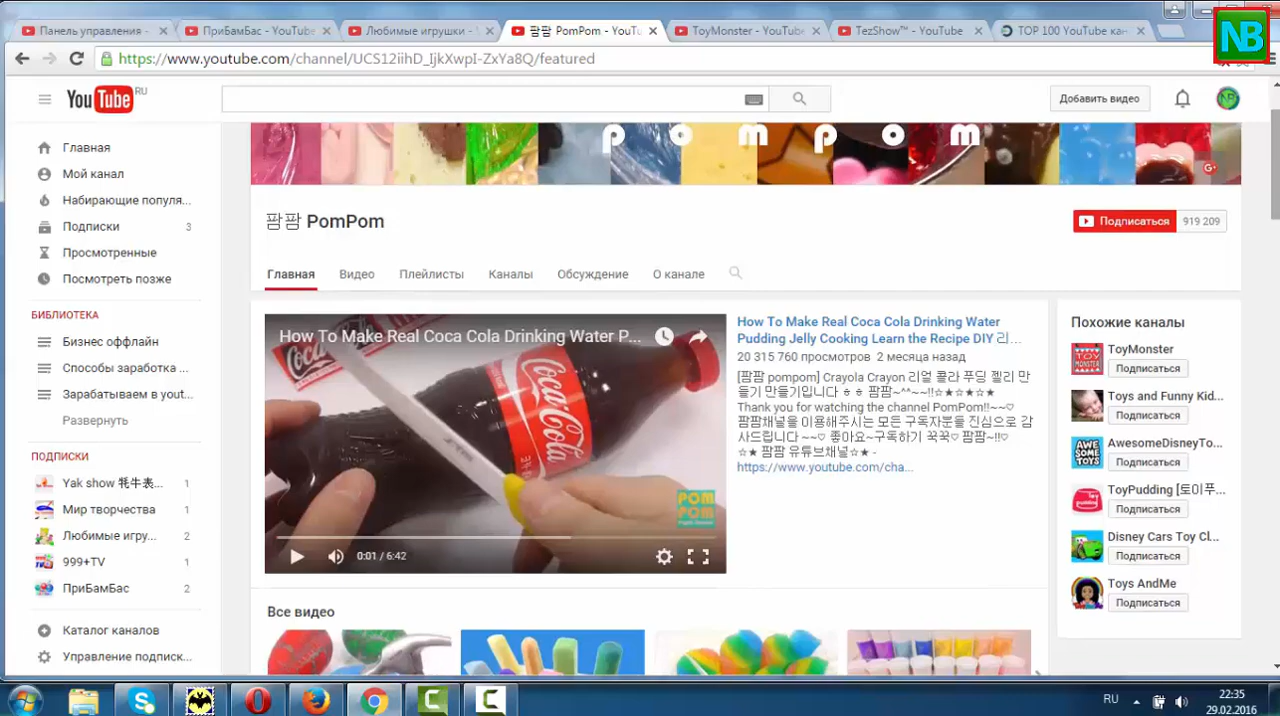 Панель управления -
ПриБамБас - YouTube
Любимые игрушки -
팜팜 PomPom - YouTu
ToyMonster - YouTub
TezShow™ - YouTube
TOP 100 YouTube кан
NB
https://www.youtube.com/channel/UCS12iihD_IjkXwpI-ZxYa8Q/featured
YouTube RU
Добавить видео
Главная
Мой канал
Набирающие популя...
Подписки 3
Просмотренные
Посмотреть позже
БИБЛИОТЕКА
Бизнес оффлайн
Способы заработка ...
Зарабатываем в yout...
Развернуть
ПОДПИСКИ
Yak show 牦牛表... 1
Мир творчества 1
Любимые игру... 2
999+TV 1
ПриБамБас 2
Каталог каналов
Управление подписк...
pompom
팜팜 PomPom
Подписаться 919 209
Главная Видео Плейлисты Каналы Обсуждение О канале
How To Make Real Coca Cola Drinking Water P...
Coca-Cola
POM
POM
0:01 / 6:42
How To Make Real Coca Cola Drinking Water
Pudding Jelly Cooking Learn the Recipe DIY 리...
20 315 760 просмотров 2 месяца назад
[팜팜 pompom] Crayola Crayon 리얼 콜라 푸딩 젤리 만
들기 만들기입니다 ㅎㅎ 팜팜~^^~~!!☆★☆★☆★
Thank you for watching the channel PomPom!!~~♡
팜팜채널을 이용해주시는 모든 구독자분들 진심으로 감
사드립니다 ~~♡ 좋아요~구독하기 꾹꾹♡ 팜팜~!!♡
☆★ 팜팜 유튜브채널☆★ -
https://www.youtube.com/cha...
Похожие каналы
ToyMonster
Подписаться
Toys and Funny Kid...
Подписаться
AwesomeDisneyTo...
Подписаться
ToyPudding [토이푸...
Подписаться
Disney Cars Toy Cl...
Подписаться
Toys AndMe
Подписаться
Все видео
RU
22:35
29.02.2016